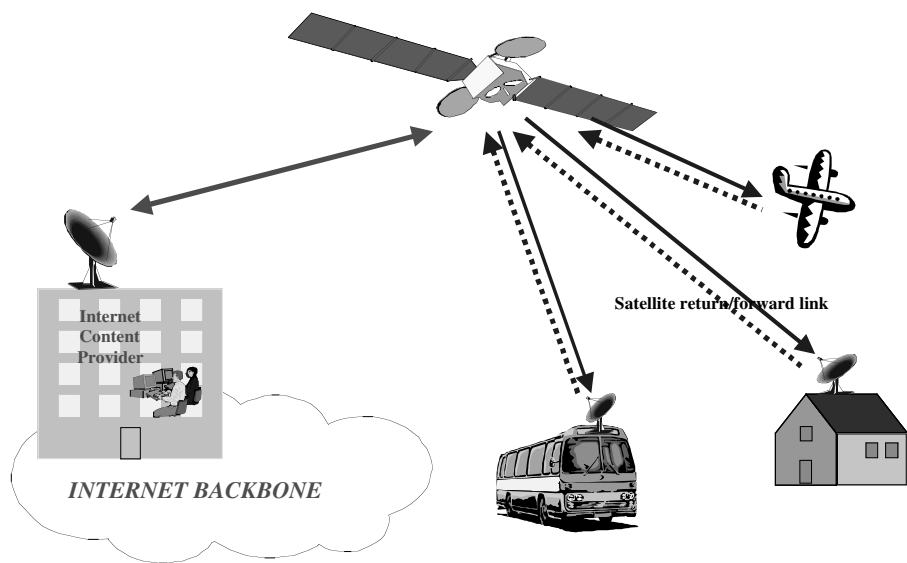 Satellite return/forward link
Internet
Content
Provider
INTERNET BACKBONE